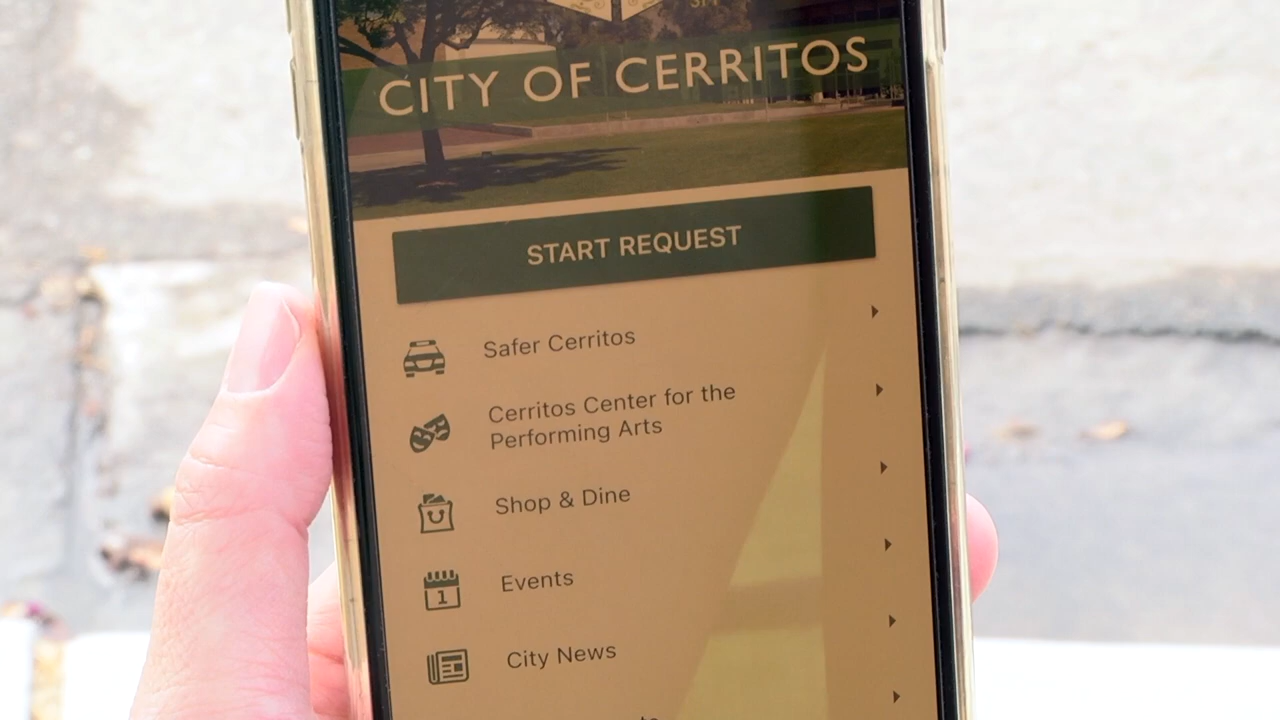 CITY OF CERRITOS
START REQUEST
Safer Cerritos
Cerritos Center for the
Performing Arts
Shop & Dine
1
Events
City News